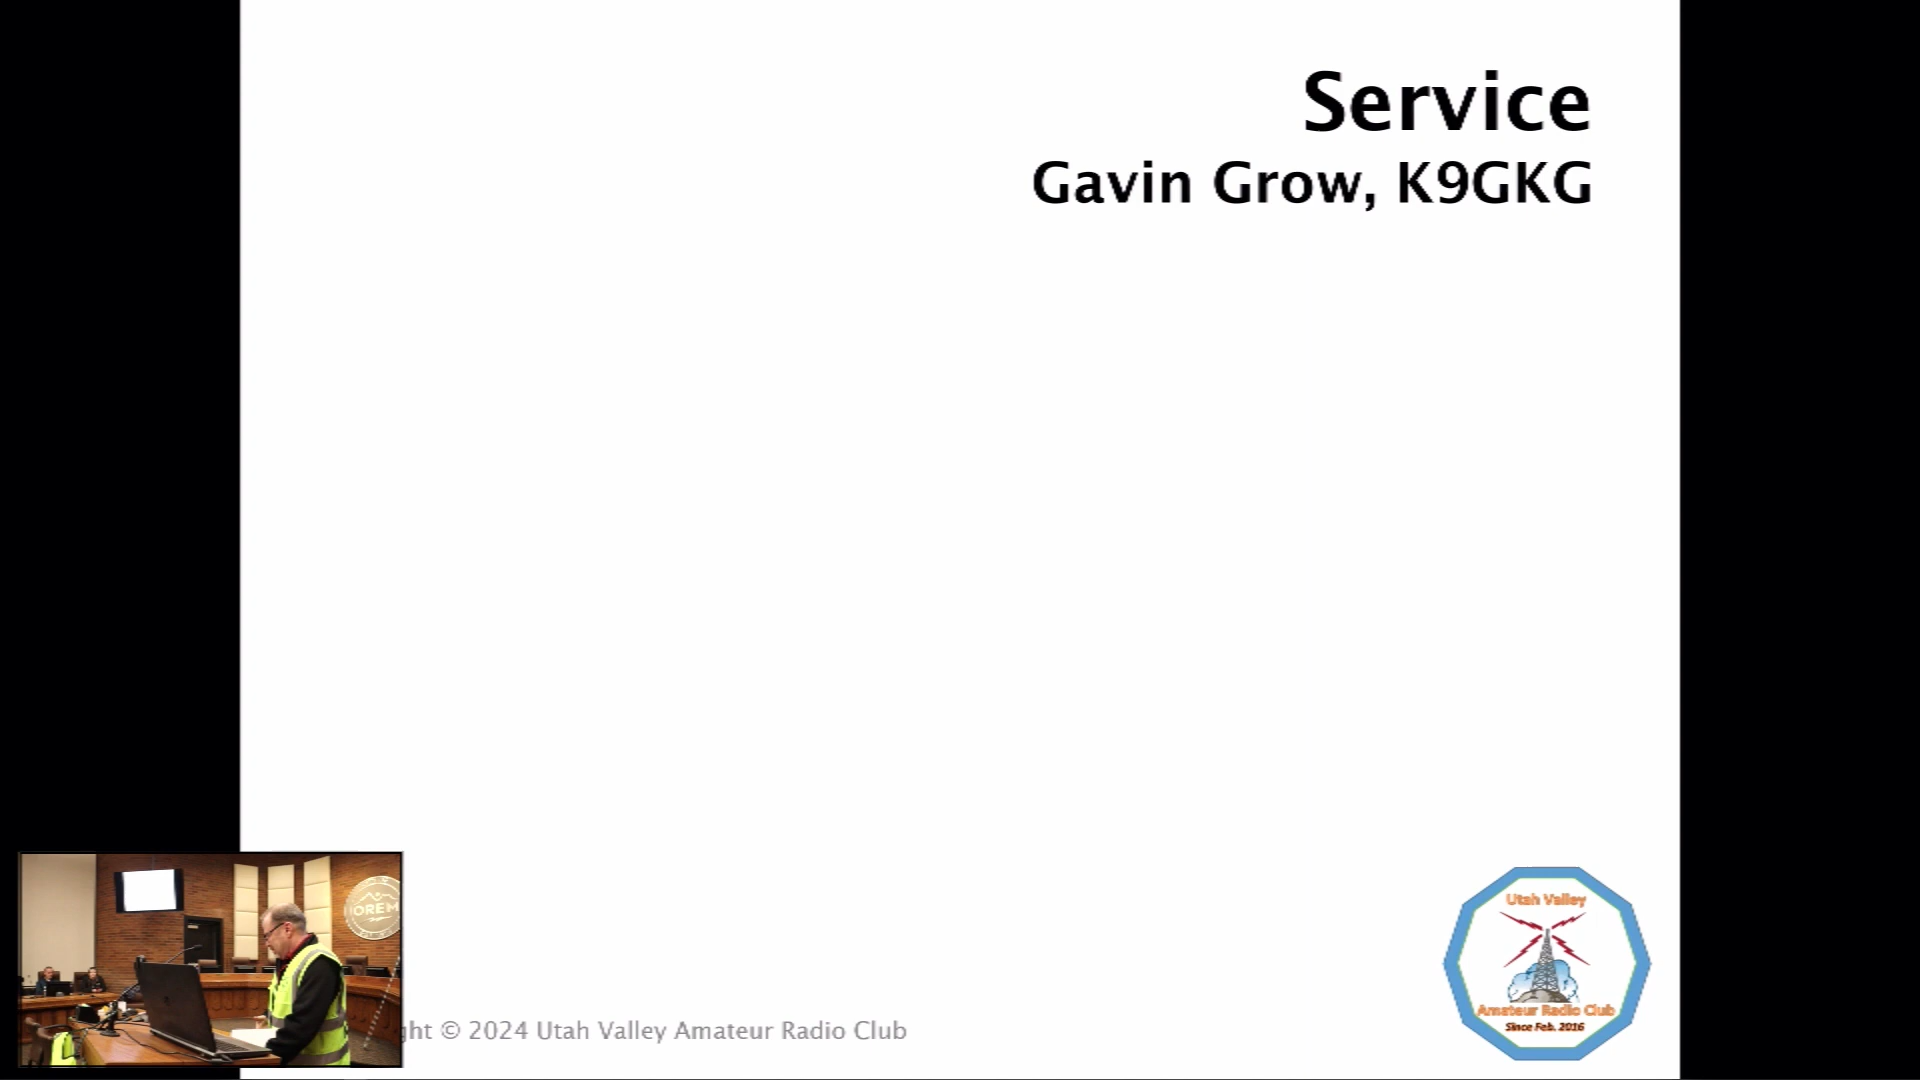 Service
Gavin Grow, K9GKG
OREM
ght © 2024 Utah Valley Amateur Radio Club
Utah Valley
Amateur Radio Club
Since Feb. 2016